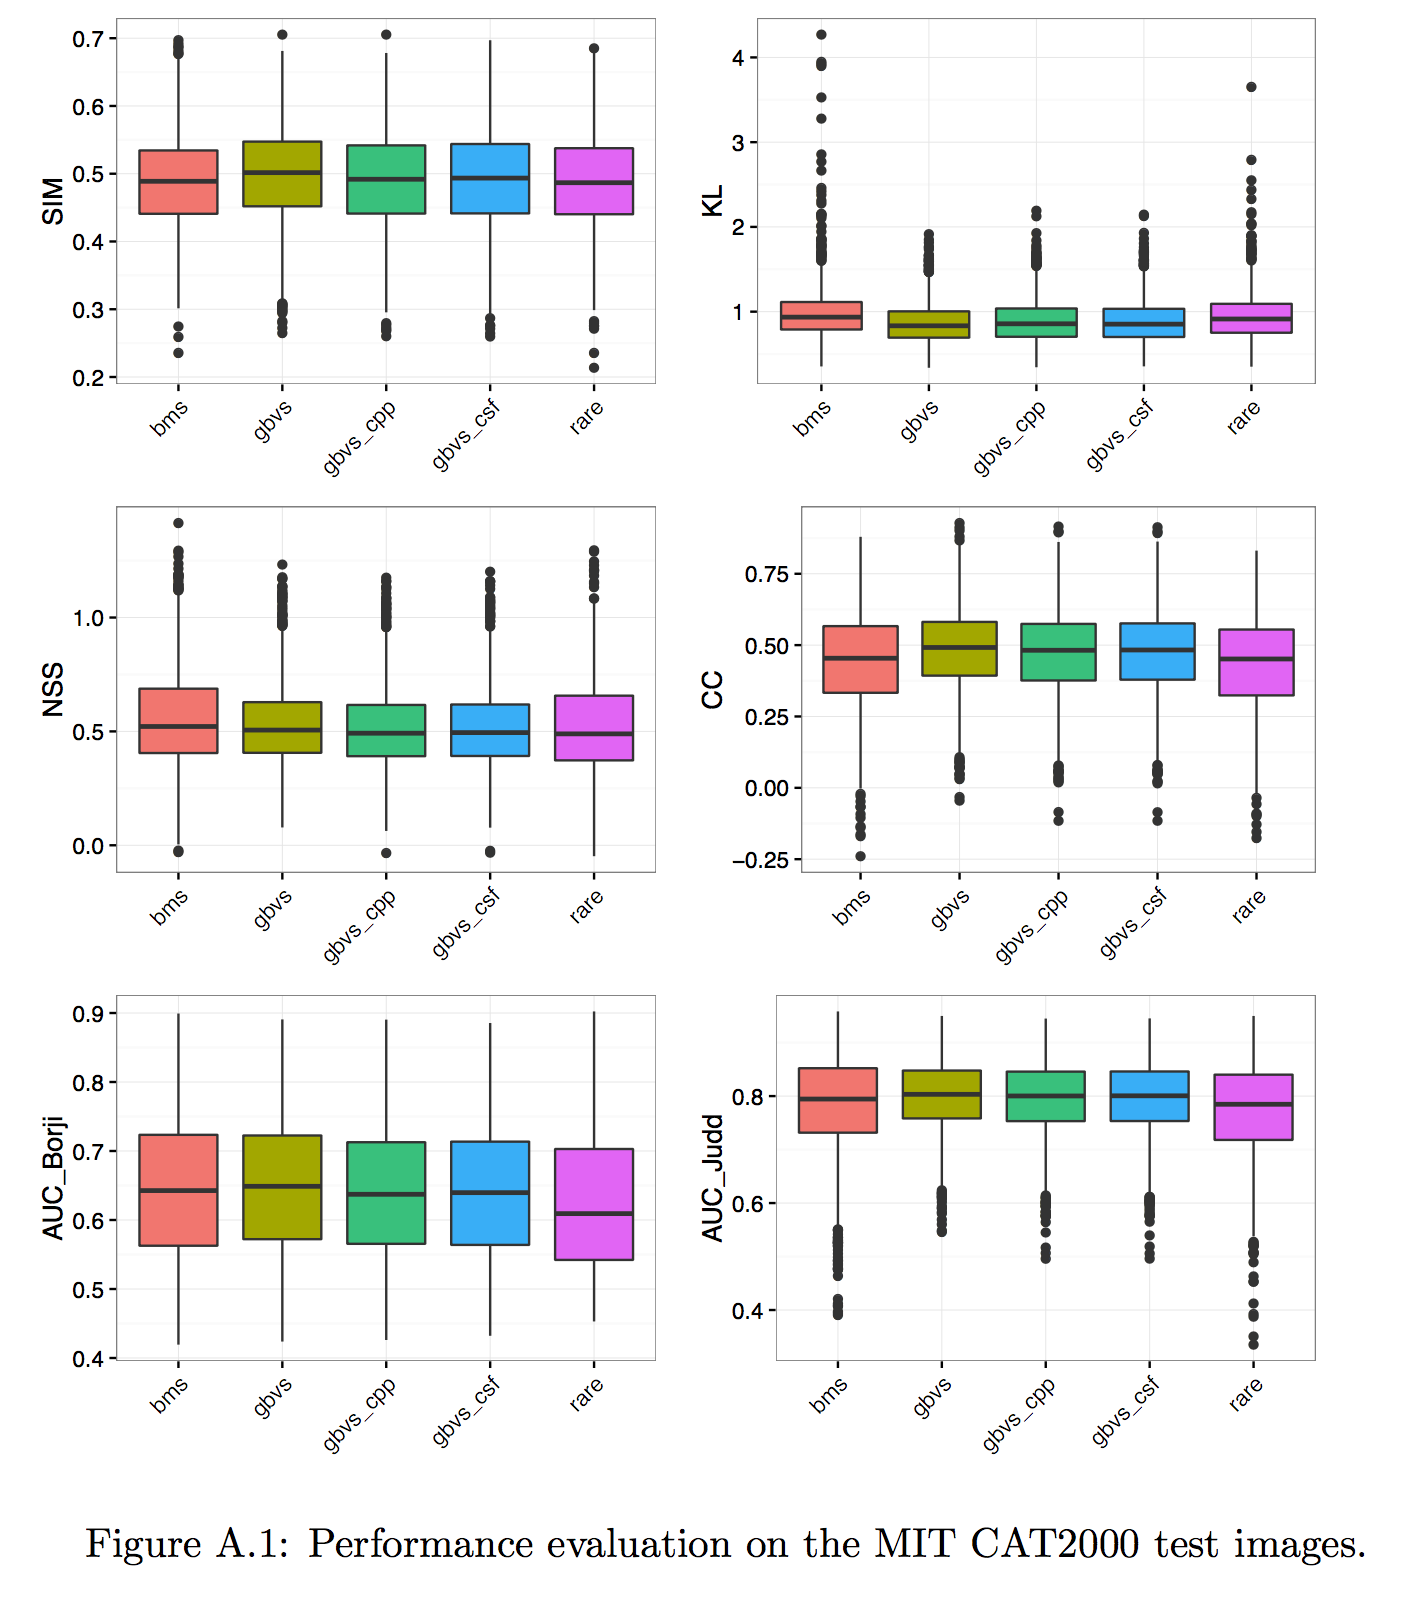 SIM
0.7
0.6
0.5
0.4
0.3
0.2
bms
gbvs
gbvs_cpp
gbvs_csf
rare
KL
4
3
2
1
bms
gbvs
gbvs_cpp
gbvs_csf
rare
NSS
1.0
0.5
0.0
bms
gbvs
gbvs_cpp
gbvs_csf
rare
CC
0.75
0.50
0.25
0.00
−0.25
bms
gbvs
gbvs_cpp
gbvs_csf
rare
AUC_Borji
0.9
0.8
0.7
0.6
0.5
0.4
bms
gbvs
gbvs_cpp
gbvs_csf
rare
AUC_Judd
0.8
0.6
0.4
bms
gbvs
gbvs_cpp
gbvs_csf
rare
Figure A.1: Performance evaluation on the MIT CAT2000 test images.